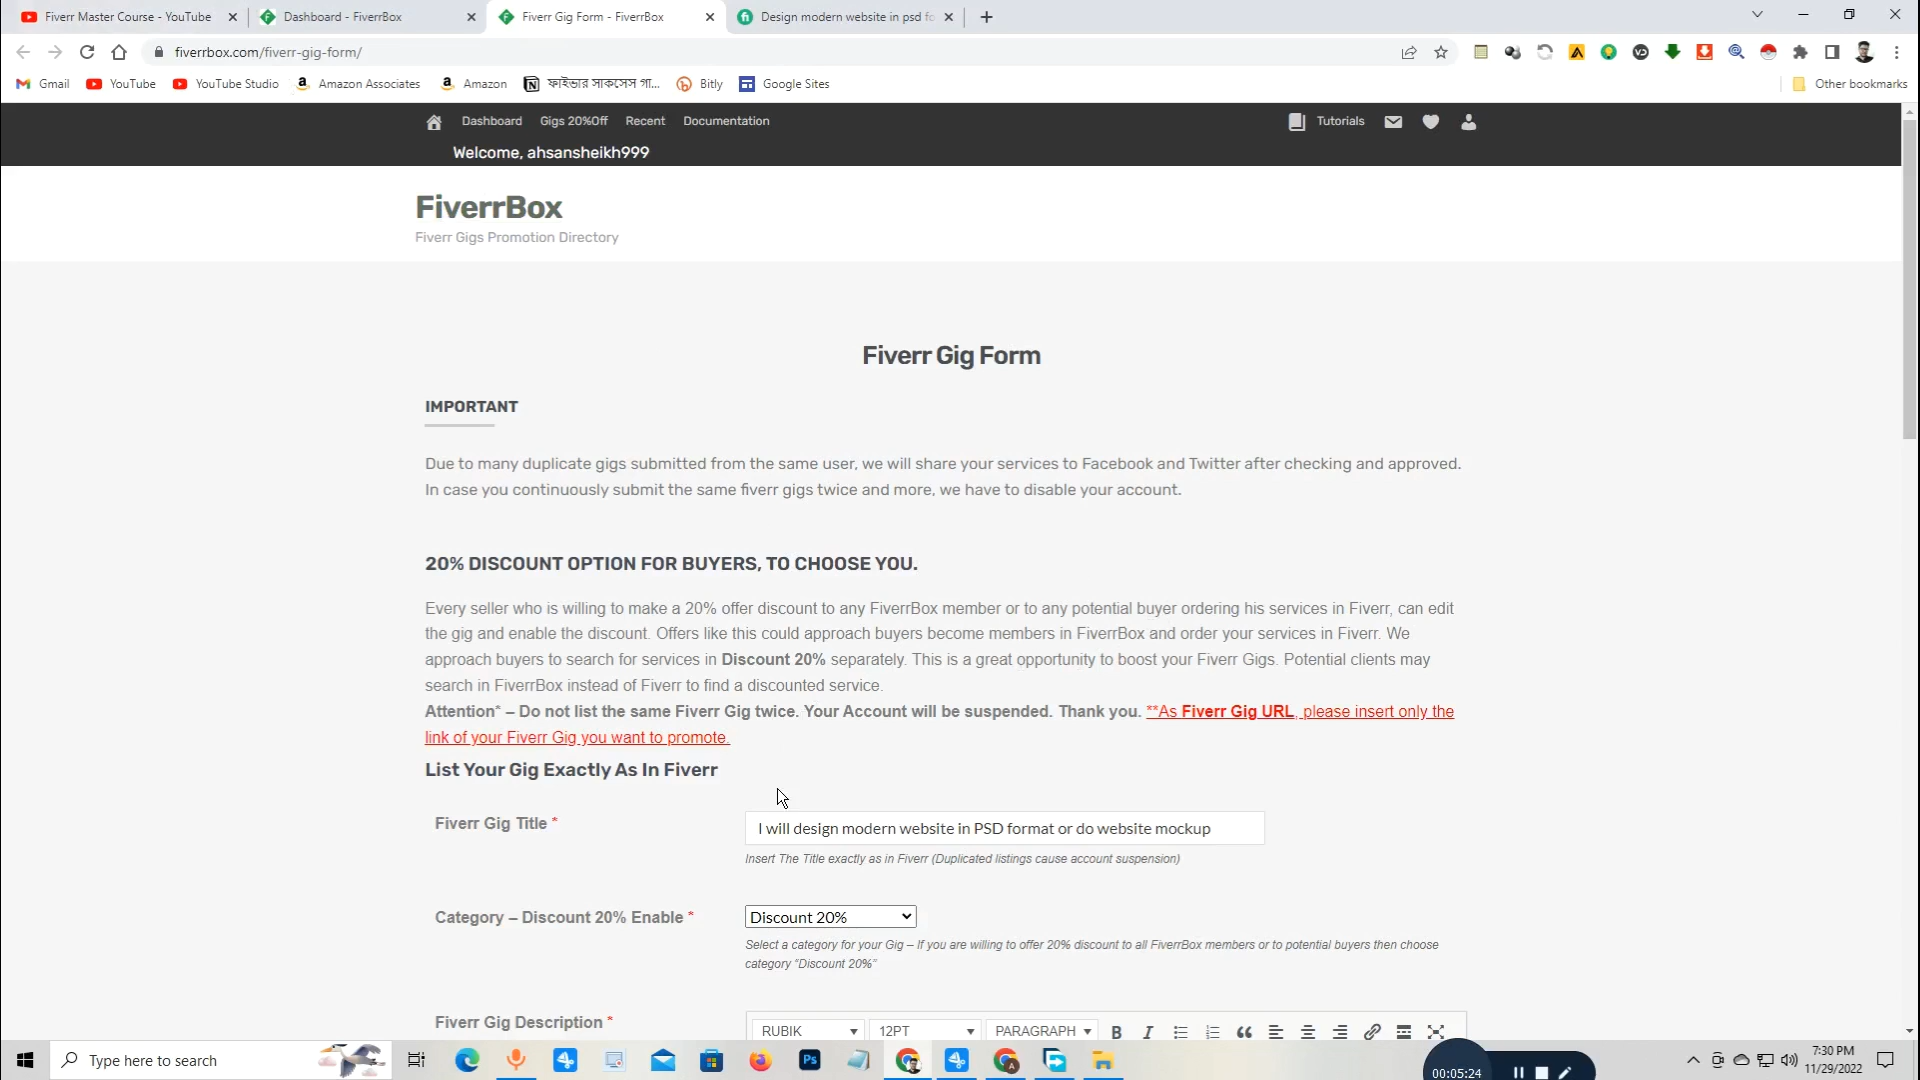 Fiverr Master Course - YouTube
Dashboard - FiverrBox
Fiverr Gig Form - FiverrBox
Design modern website in psd fo
fiverrbox.com/fiverr-gig-form/
Gmail
YouTube
YouTube Studio
Amazon Associates
Amazon
ফাইভার সাকসেস গা...
Bitly
Google Sites
Other bookmarks
Dashboard
Gigs 20%Off
Recent
Documentation
Tutorials
Welcome, ahsansheikh999
FiverrBox
Fiverr Gigs Promotion Directory
Fiverr Gig Form
IMPORTANT
Due to many duplicate gigs submitted from the same user, we will share your services to Facebook and Twitter after checking and approved.
In case you continuously submit the same fiverr gigs twice and more, we have to disable your account.
20% DISCOUNT OPTION FOR BUYERS, TO CHOOSE YOU.
Every seller who is willing to make a 20% offer discount to any FiverrBox member or to any potential buyer ordering his services in Fiverr, can edit
the gig and enable the discount. Offers like this could approach buyers become members in FiverrBox and order your services in Fiverr. We
approach buyers to search for services in Discount 20% separately. This is a great opportunity to boost your Fiverr Gigs. Potential clients may
search in FiverrBox instead of Fiverr to find a discounted service.
Attention* – Do not list the same Fiverr Gig twice. Your Account will be suspended. Thank you. **As Fiverr Gig URL, please insert only the
link of your Fiverr Gig you want to promote.
List Your Gig Exactly As In Fiverr
Fiverr Gig Title *
I will design modern website in PSD format or do website mockup
Insert The Title exactly as in Fiverr (Duplicated listings cause account suspension)
Category – Discount 20% Enable *
Discount 20%
Select a category for your Gig – If you are willing to offer 20% discount to all FiverrBox members or to potential buyers then choose
category "Discount 20%"
Fiverr Gig Description *
RUBIK
12PT
PARAGRAPH
B
I
Type here to search
Ps
00:05:24
7:30 PM
11/29/2022